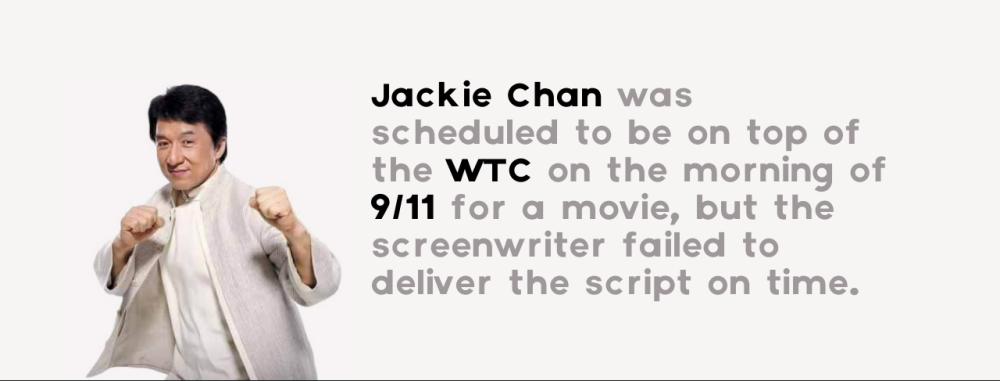 Jackie Chan was
scheduled to be on top of
the WTC on the morning of
9/11 for a movie, but the
screenwriter failed to
deliver the script on time.